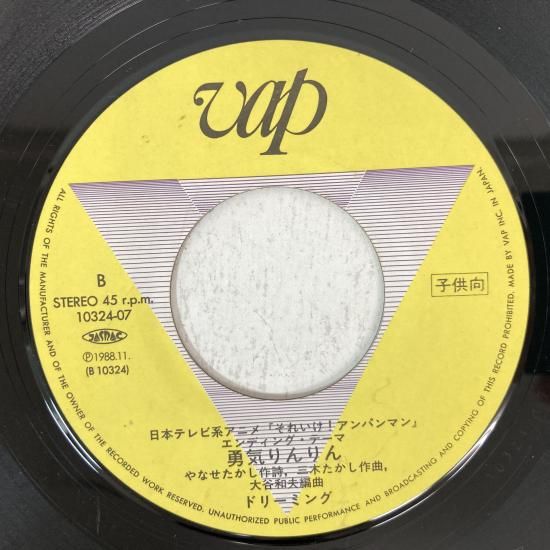 vap
B
STEREO 45 r.p.m.
10324-07
JASRAC
Ⓟ1988.11.
(B 10324)
子供向
日本テレビ系アニメ『それいけ!アンパンマン』
エンディング・テーマ
勇気りんりん
やなせたかし作詩,三木たかし作曲,
大谷和夫編曲
ドリーミング
ALL RIGHTS OF THE MANUFACTURER AND OF THE OWNER OF THE RECORDED WORK RESERVED. UNAUTHORIZED PUBLIC PERFORMANCE AND BROADCASTING AND COPYING OF THIS RECORD PROHIBITED. MADE BY VAP INC. IN JAPAN.